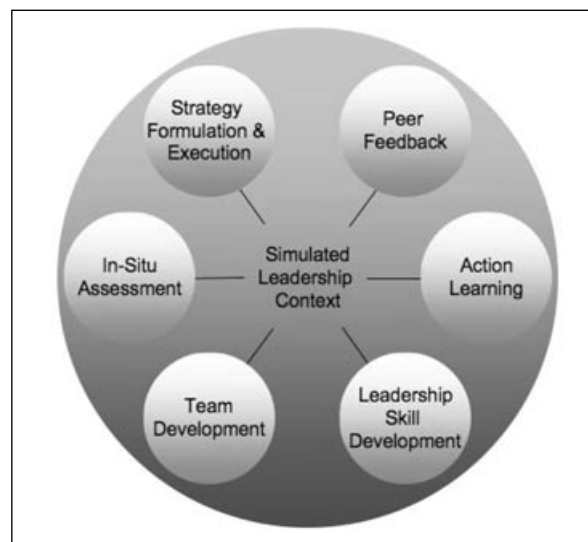 Strategy
Formulation &
Execution
Peer
Feedback
In-Situ
Assessment
Simulated
Leadership
Context
Action
Learning
Team
Development
Leadership
Skill
Development